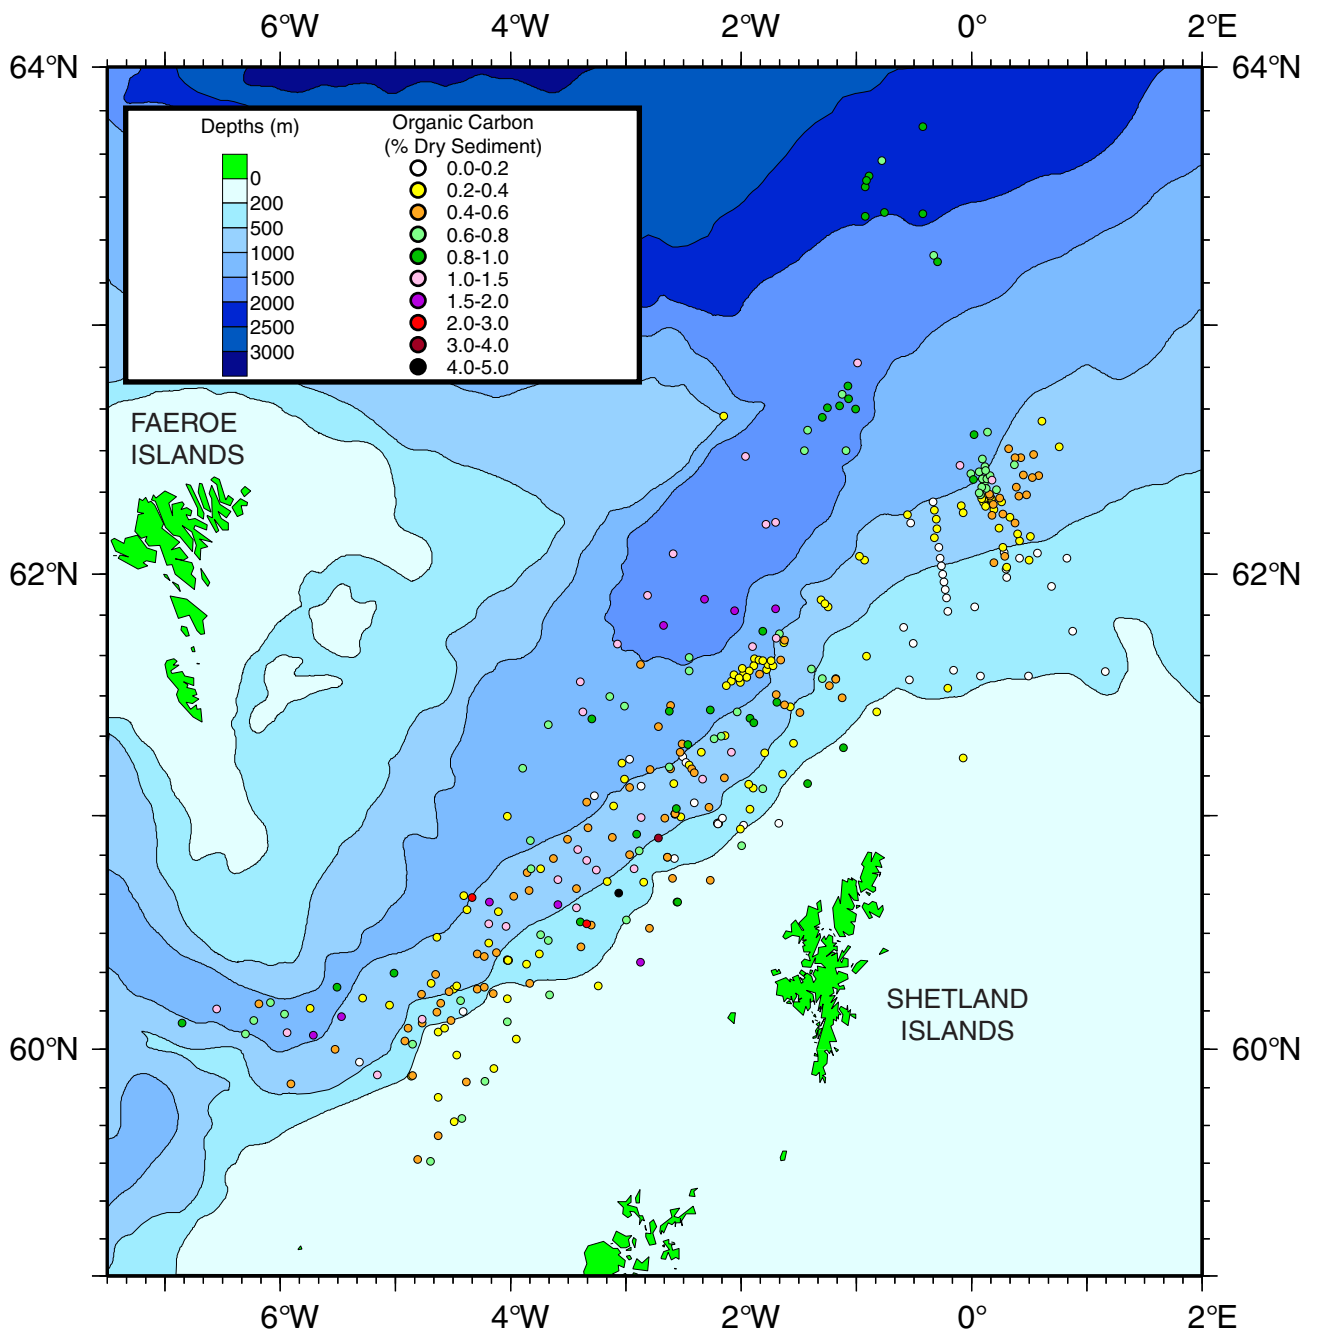 6°W 4°W 2°W 0° 2°E
64°N 64°N
Depths (m)
0
200
500
1000
1500
2000
2500
3000
Organic Carbon
(% Dry Sediment)
0.0-0.2
0.2-0.4
0.4-0.6
0.6-0.8
0.8-1.0
1.0-1.5
1.5-2.0
2.0-3.0
3.0-4.0
4.0-5.0
FAEROE
ISLANDS
62°N 62°N
SHETLAND
ISLANDS
60°N 60°N
6°W 4°W 2°W 0° 2°E